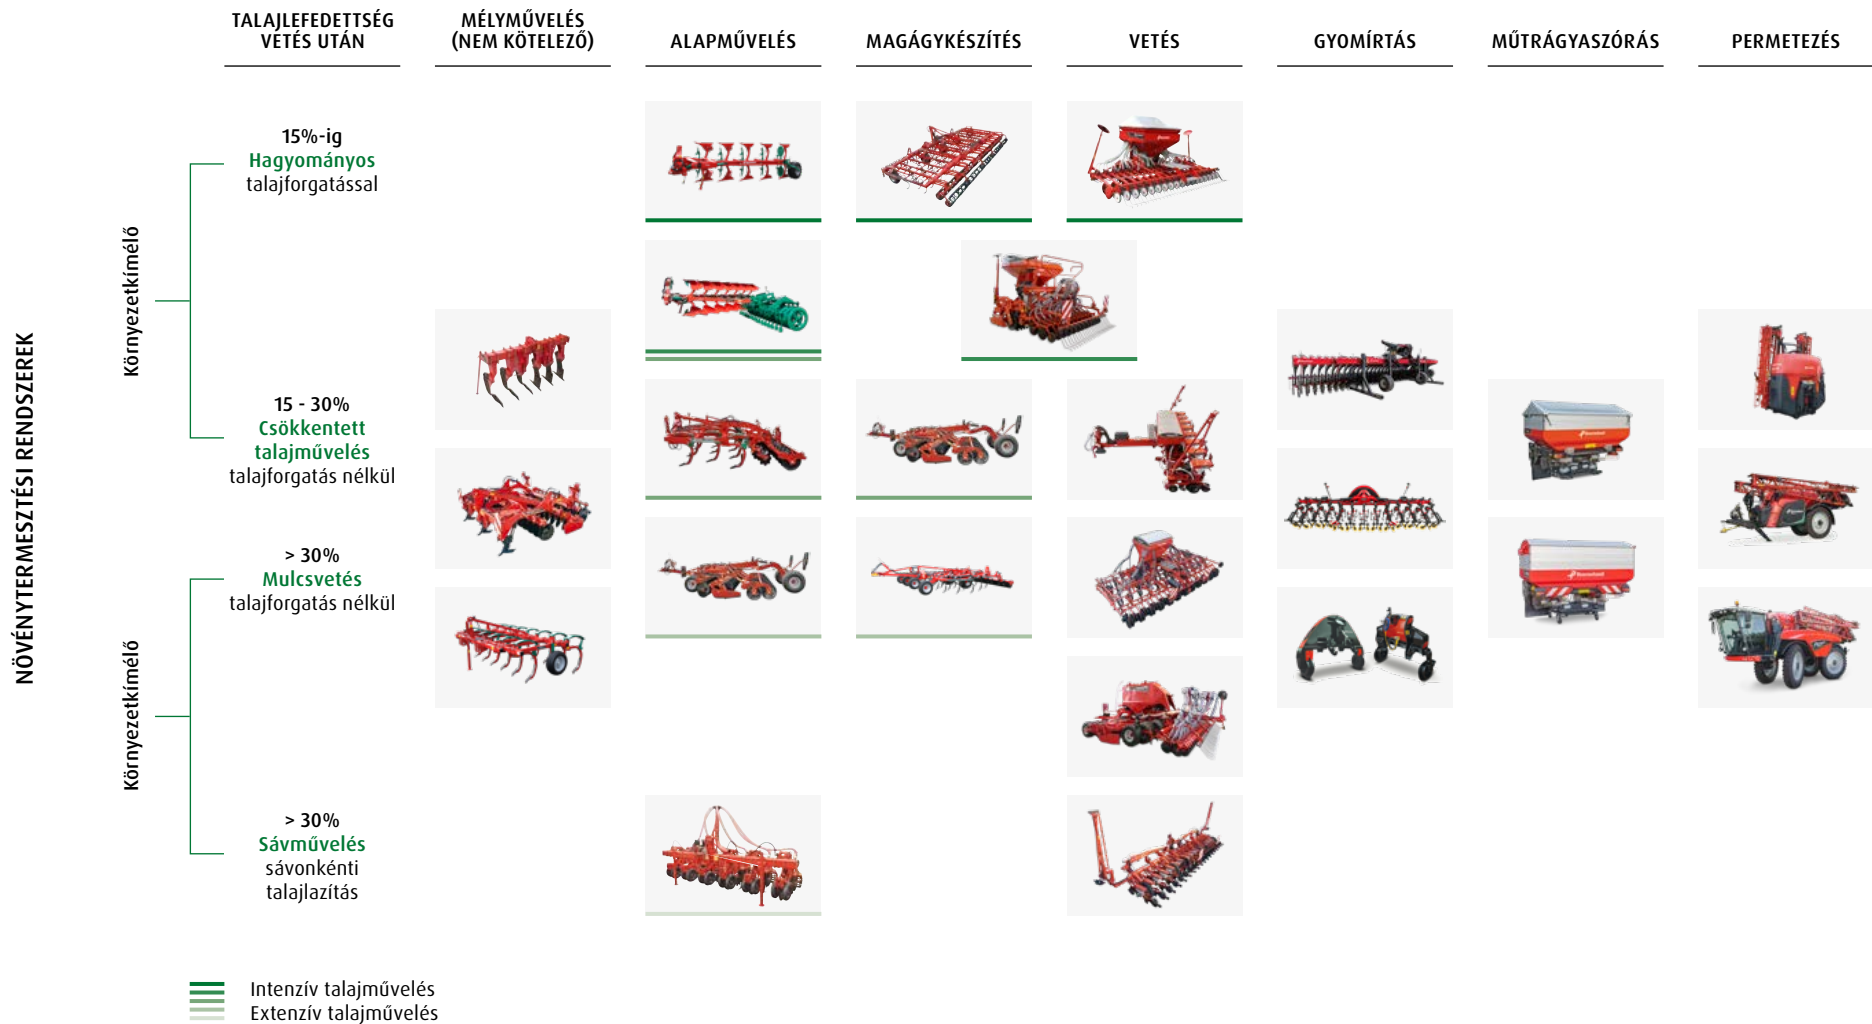 TALAJLEFEDETTSÉG
VETÉS UTÁN
MÉLYMŰVELÉS
(NEM KÖTELEZŐ)
ALAPMŰVELÉS
MAGÁGYKÉSZÍTÉS
VETÉS
GYOMÍRTÁS
MŰTRÁGYASZÓRÁS
PERMETEZÉS
NÖVÉNYTERMESZTÉSI RENDSZEREK
Környezetkímélő
15%-ig
Hagyományos
talajforgatással
15 - 30%
Csökkentett
talajművelés
talajforgatás nélkül
Környezetkímélő
> 30%
Mulcsvetés
talajforgatás nélkül
> 30%
Sávművelés
sávonkénti
talajlazítás
Intenzív talajművelés
Extenzív talajművelés